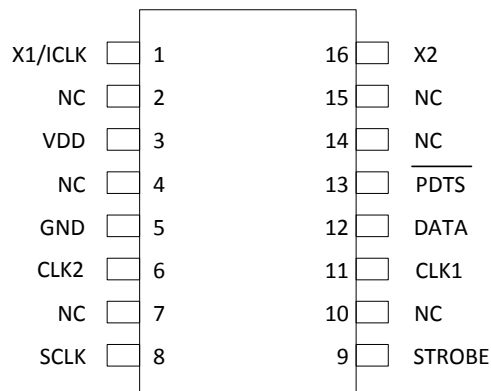 X1/ICLK 1 16 X2
NC 2 15 NC
VDD 3 14 NC
NC 4 13 PDTS
GND 5 12 DATA
CLK2 6 11 CLK1
NC 7 10 NC
SCLK 8 9 STROBE